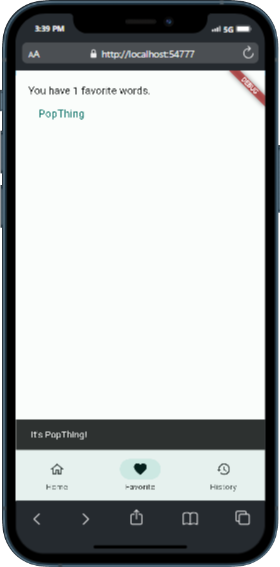 3:39 PM
5G
AA
http://localhost:54777
DEBUG
You have 1 favorite words.
PopThing
It's PopThing!
Home
Favorite
History